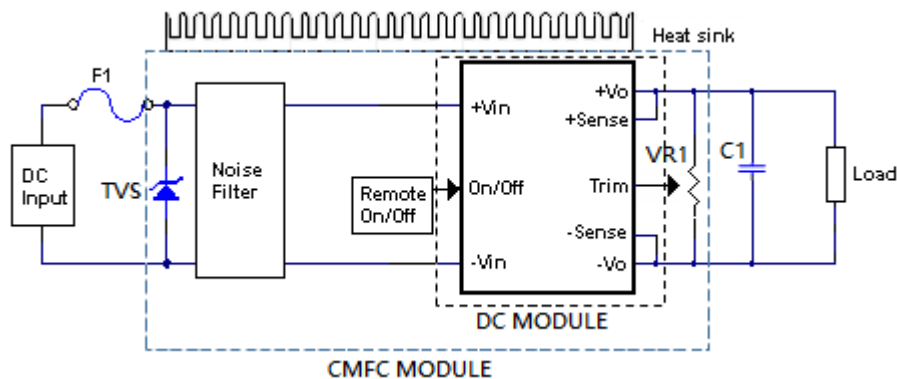 Heat sink
F1
+Vin
+Vo
+Sense
DC
Input
TVS
Noise
Filter
Remote
On/Off
On/Off
Trim
VR1
C1
Load
-Sense
-Vin
-Vo
DC MODULE
CMFC MODULE